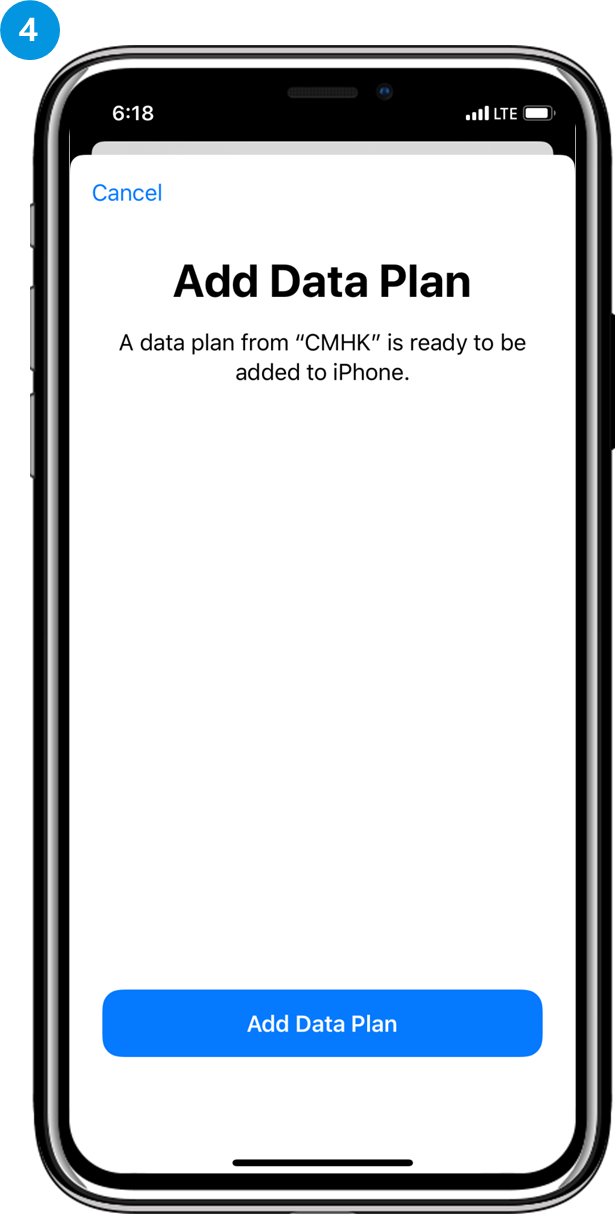 4
6:18
LTE
Cancel
Add Data Plan
A data plan from “CMHK” is ready to be
added to iPhone.
Add Data Plan